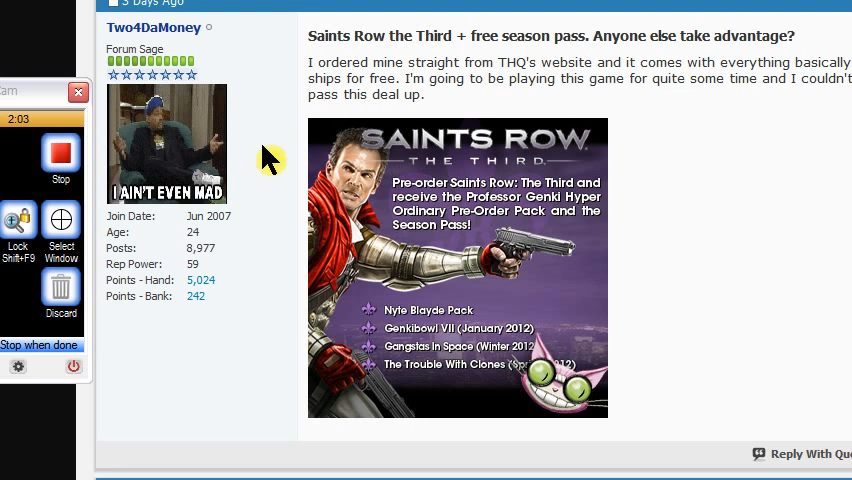 3 Days Ago
Two4DaMoney
Forum Sage
I AIN'T EVEN MAD
Join Date: Jun 2007
Age: 24
Posts: 8,977
Rep Power: 59
Points - Hand: 5,024
Points - Bank: 242
Saints Row the Third + free season pass. Anyone else take advantage?
I ordered mine straight from THQ's website and it comes with everything basically
ships for free. I'm going to be playing this game for quite some time and I couldn't
pass this deal up.
SAINTS ROW
THE THIRD
Pre-order Saints Row: The Third and
receive the Professor Genki Hyper
Ordinary Pre-Order Pack and the
Season Pass!
Nyte Blayde Pack
Genkibowl VII (January 2012)
Gangstas In Space (Winter 2012
The Trouble With Clones (Spr 2012)
Reply With Quo
Cam
2:03
Stop
Lock
Shift+F9
Select
Window
Discard
Stop when done